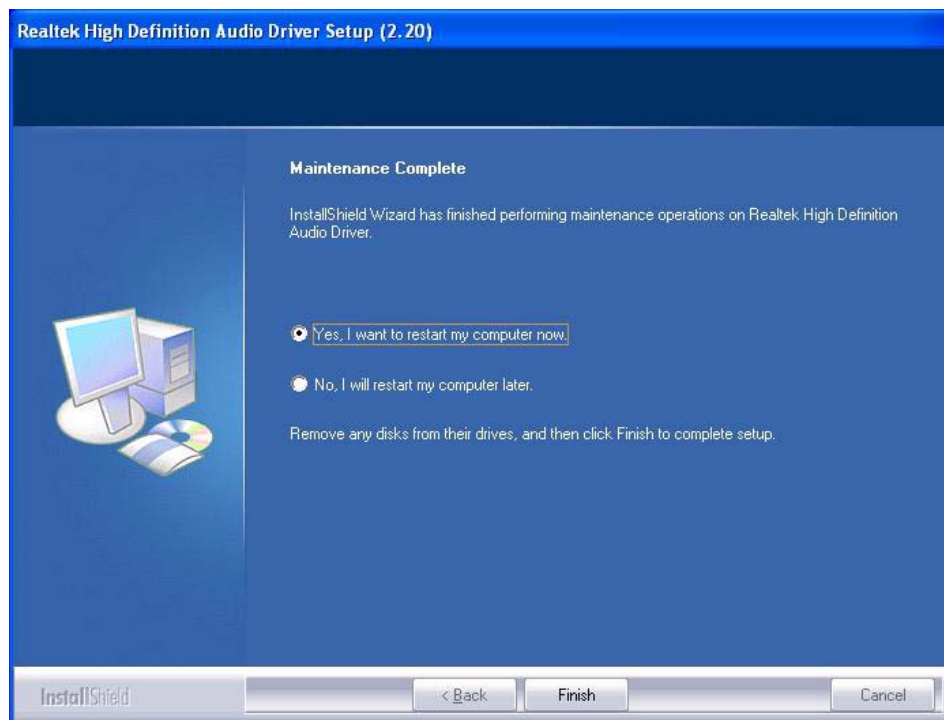 Realtek High Definition Audio Driver Setup (2.20)
Maintenance Complete
InstallShield Wizard has finished performing maintenance operations on Realtek High Definition
Audio Driver.
Yes, I want to restart my computer now.
No, I will restart my computer later.
Remove any disks from their drives, and then click Finish to complete setup.
InstallShield
< Back
Finish
Cancel